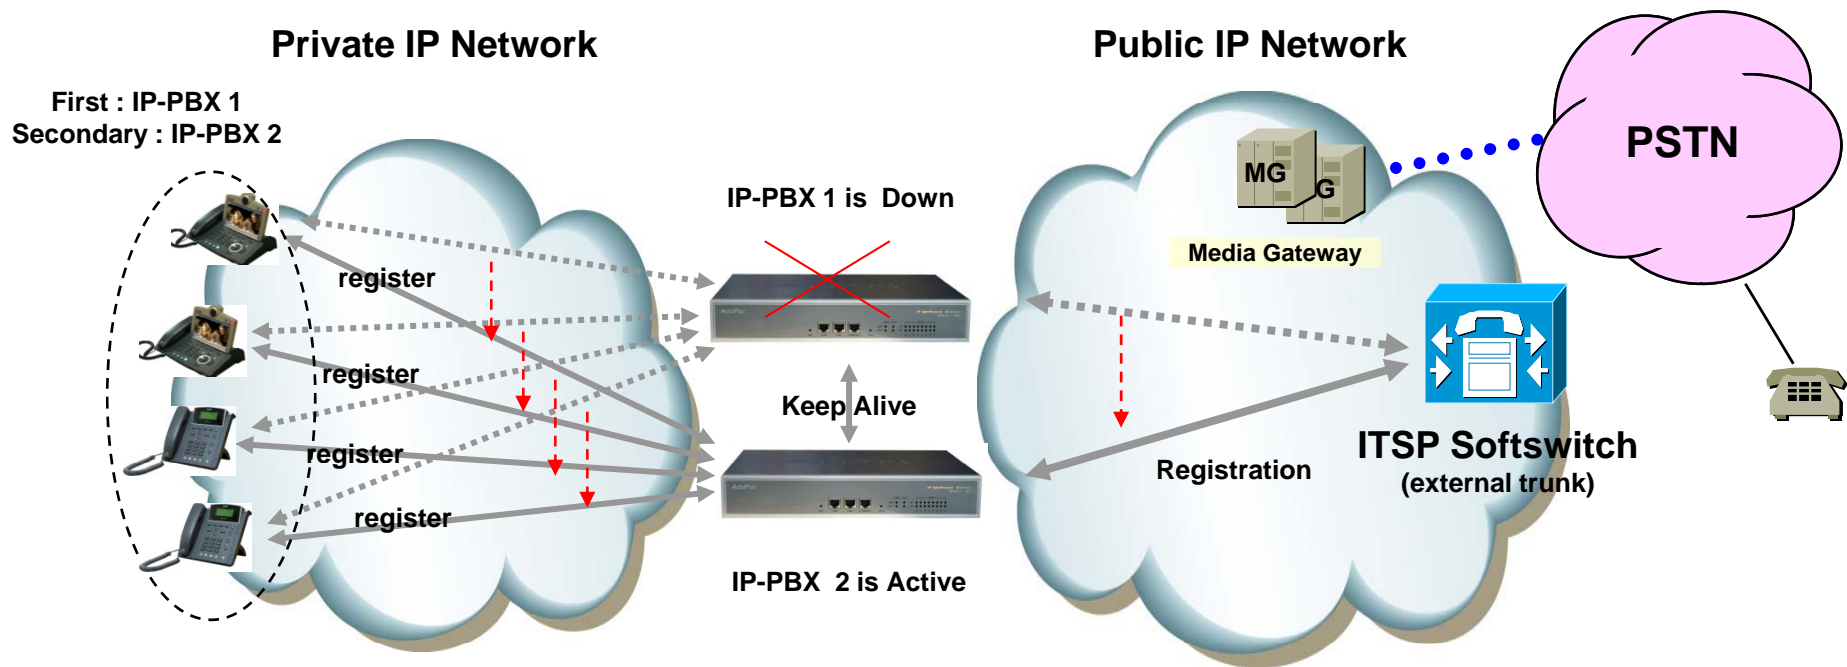 Private IP Network
Public IP Network
First : IP-PBX 1
Secondary : IP-PBX 2
PSTN
MG
G
IP-PBX 1 is Down
Media Gateway
register
AddPac
register
Keep Alive
ITSP Softswitch
(external trunk)
register
Registration
AddPac
register
IP-PBX 2 is Active